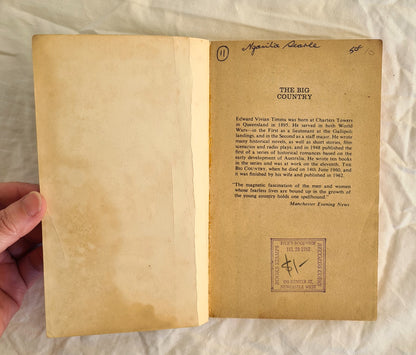 11
58
THE BIG
COUNTRY
Edward Vivian Timms was born at Charters Towers
in Queensland in 1895. He served in both World
Wars—in the First as a lieutenant at the Gallipoli
landings, and in the Second as a staff major. He wrote
many historical novels, as well as short stories, film
scenarios and radio plays, and in 1948 published the
first of a series of historical romances based on the
early development of Australia. He wrote ten books
in the series and was at work on the eleventh, THE
BIG COUNTRY, when he died on 14th June 1960, and
it was finished by his wife and published in 1962.
"The magnetic fascination of the men and women
whose fearless lives are bound up in the growth of
the young country holds one spellbound."
Manchester Evening News
BOOKS STAMPS
$1-